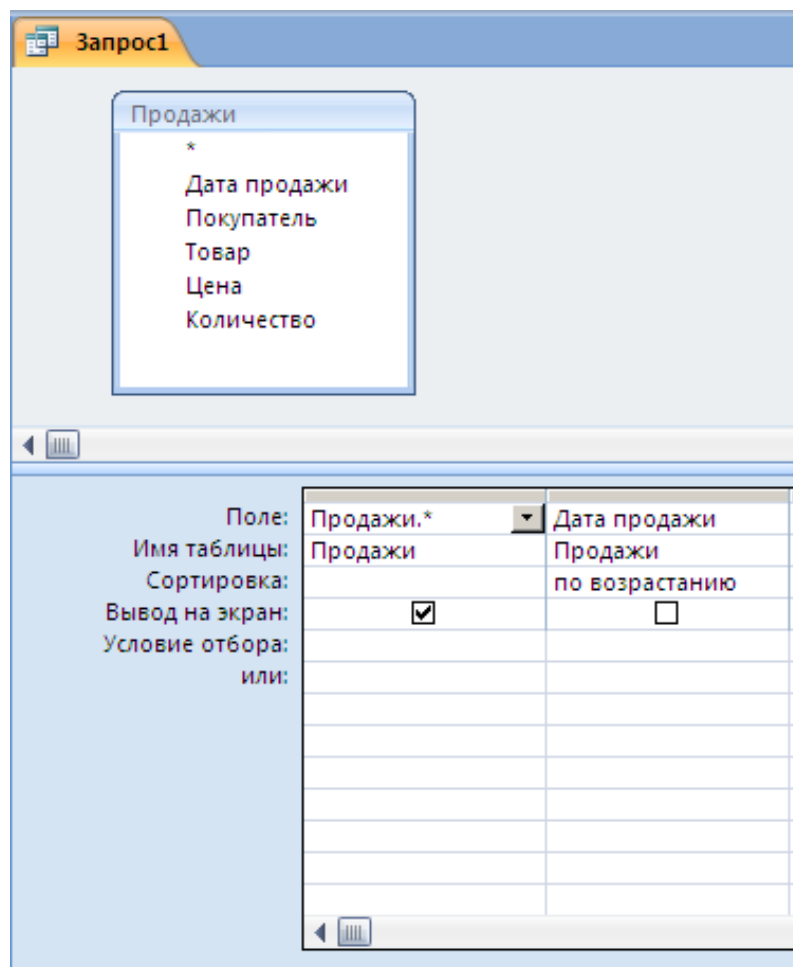 Запрос1
Продажи
*
Дата продажи
Покупатель
Товар
Цена
Количество
Поле: Продажи.* Дата продажи
Имя таблицы: Продажи Продажи
Сортировка: по возрастанию
Вывод на экран:
Условие отбора:
или: